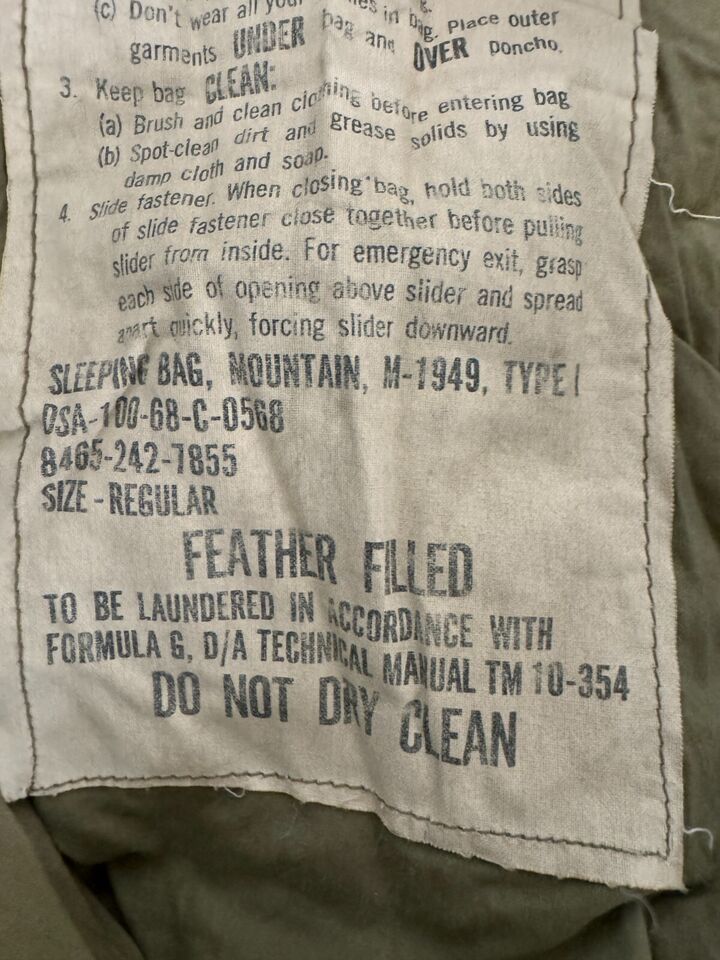 (c) Don't wear all your in bag. Place outer
garments UNDER bag and OVER poncho.
3. Keep bag CLEAN:
(a) Brush and clean clothing before entering bag
(b) Spot-clean dirt and grease solids by using
damp cloth and soap.
4. Slide fastener. When closing bag, hold both sides
of slide fastener close together before pulling
slider from inside. For emergency exit, grasp
each side of opening above slider and spread
apart quickly, forcing slider downward.
SLEEPING BAG, MOUNTAIN, M-1949, TYPE I
DSA-100-68-C-0568
8465-242-7855
SIZE - REGULAR
FEATHER FILLED
TO BE LAUNDERED IN ACCORDANCE WITH
FORMULA G, D/A TECHNICAL MANUAL TM 10-354
DO NOT DRY CLEAN